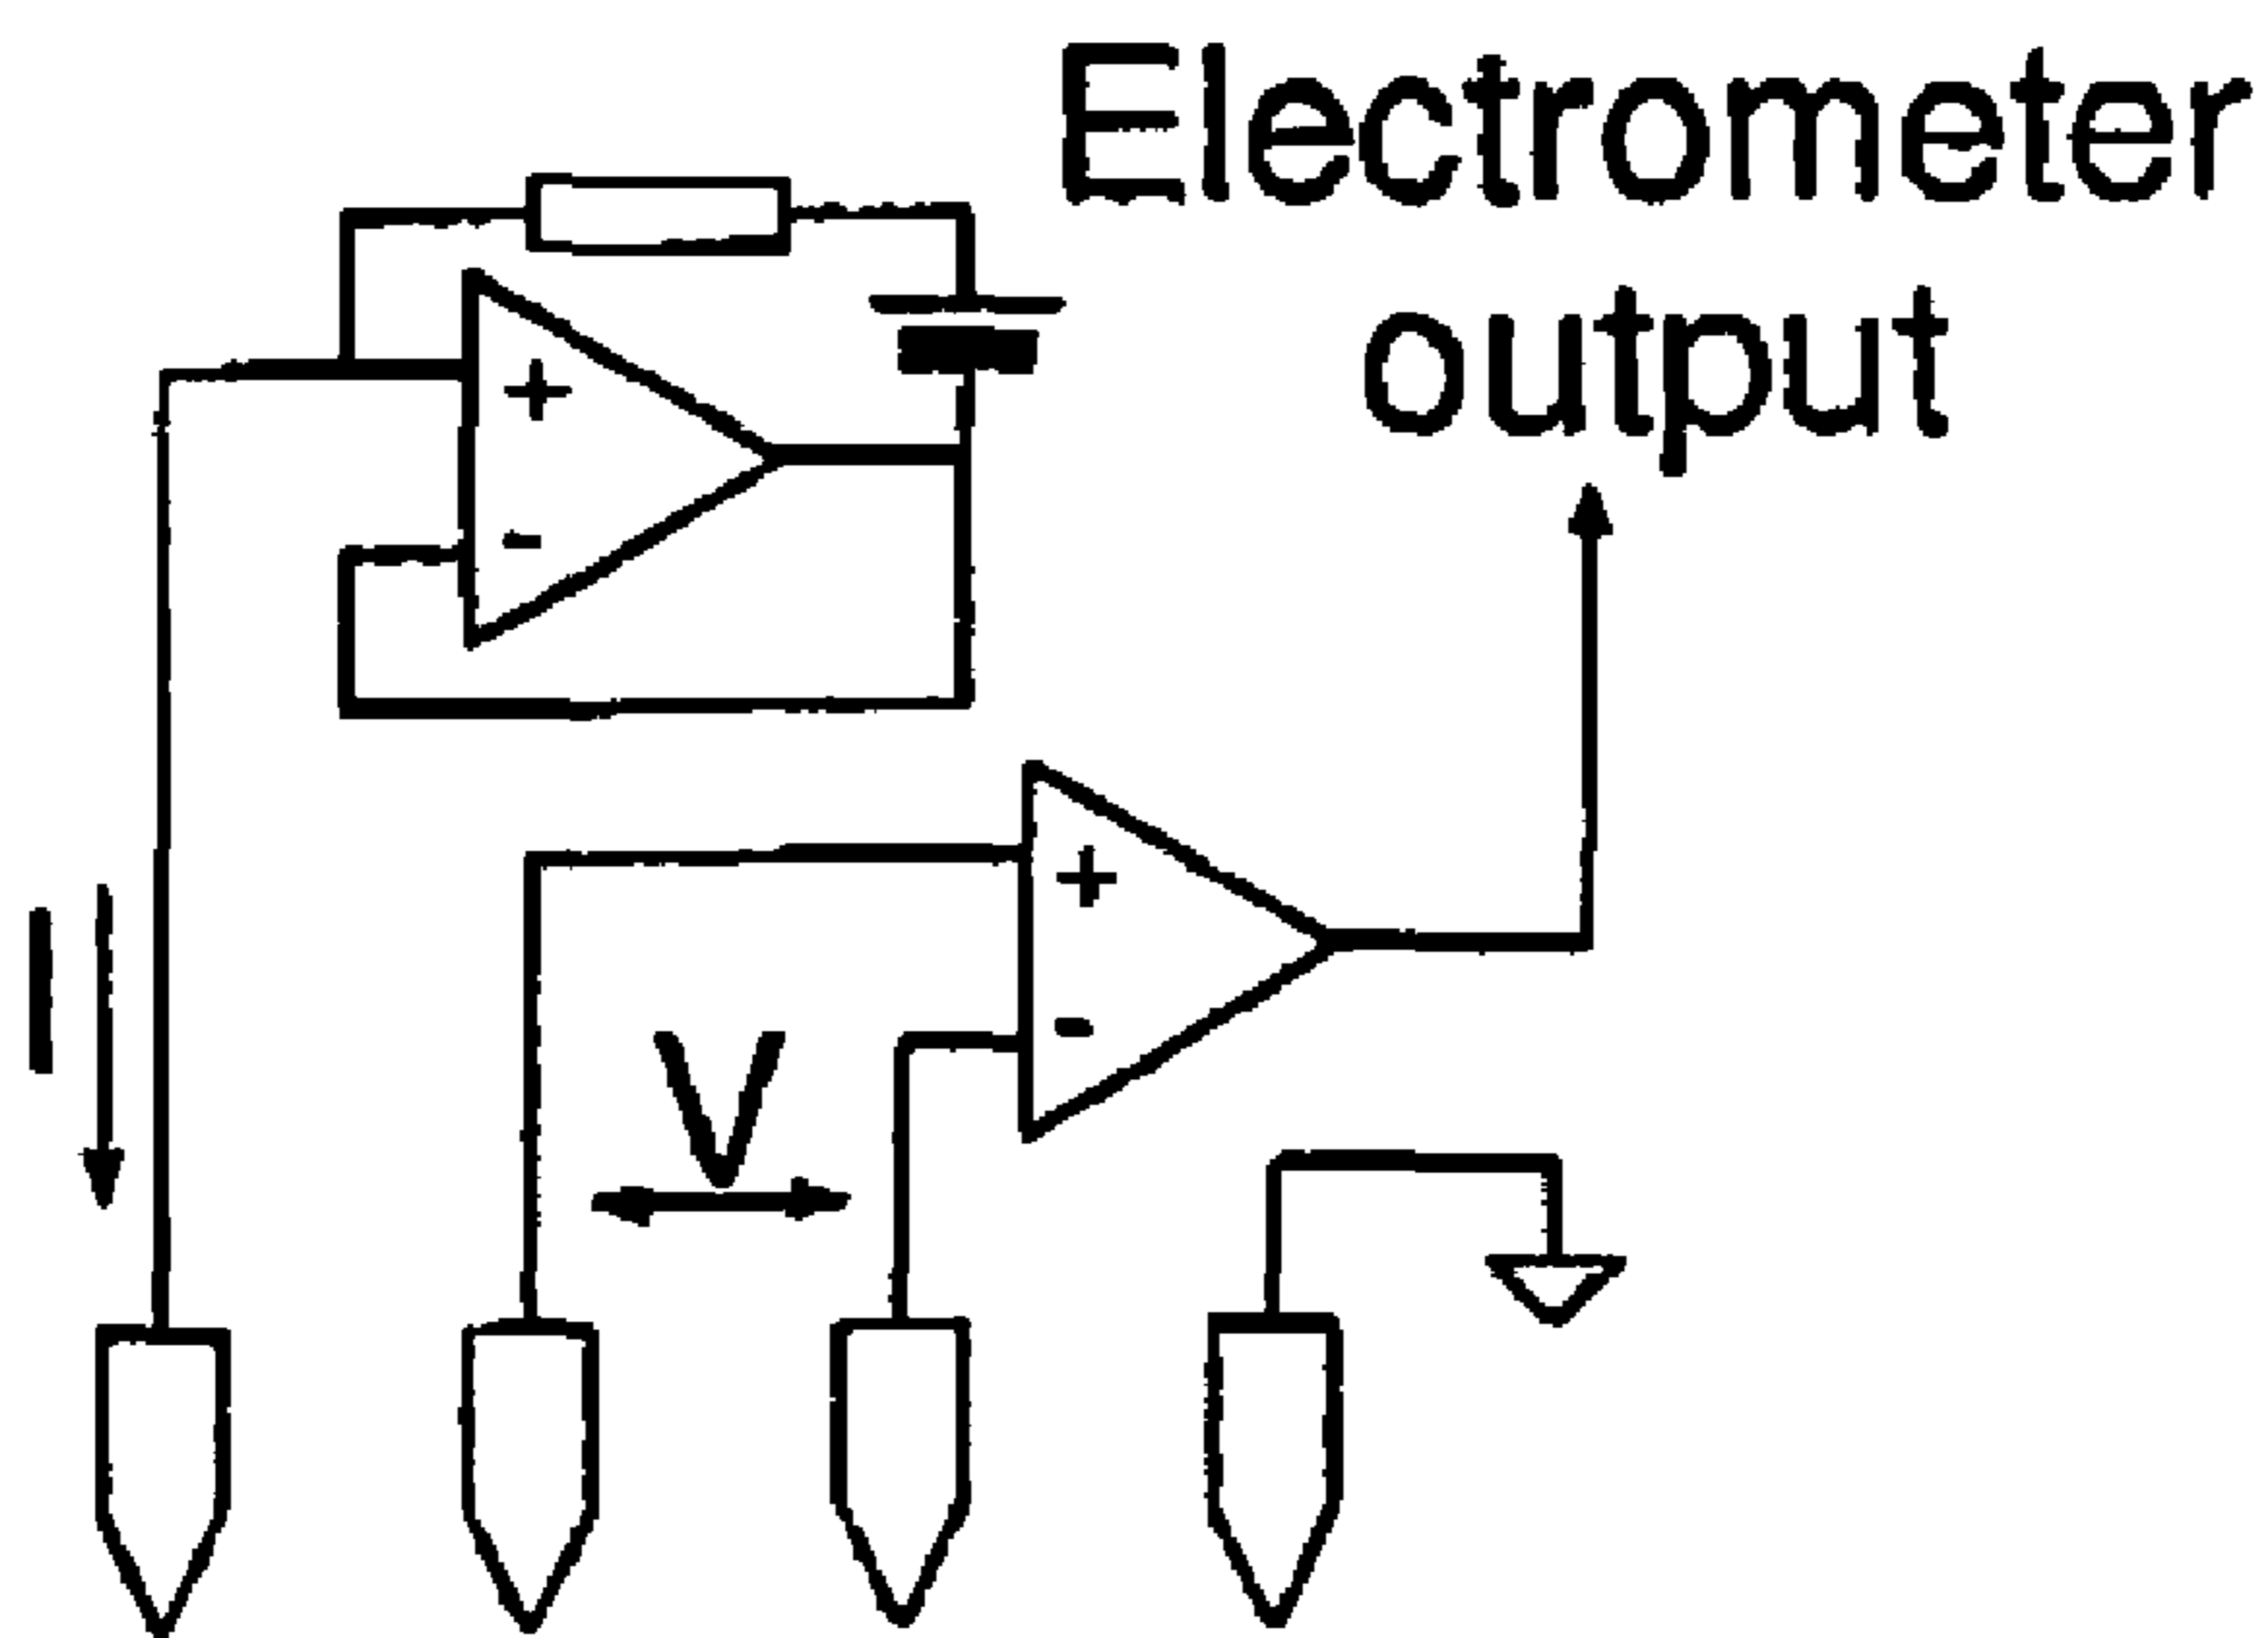 Electrometer
output
+
-
+
-
I
V